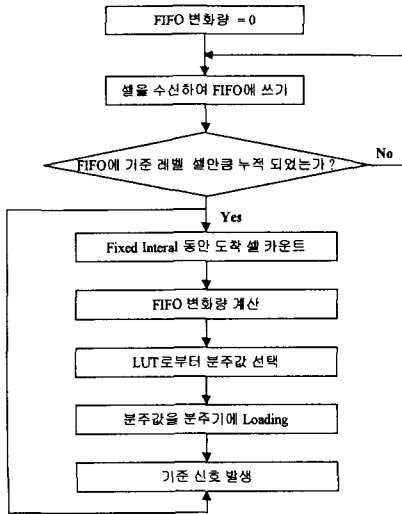 FIFO 변화량 = 0
셀을 수신하여 FIFO에 쓰기
FIFO에 기준 레벨 셀만큼 누적 되었는가 ?
No
Yes
Fixed Interal 동안 도착 셀 카운트
FIFO 변화량 계산
LUT로부터 분주값 선택
분주값을 분주기에 Loading
기준 신호 발생